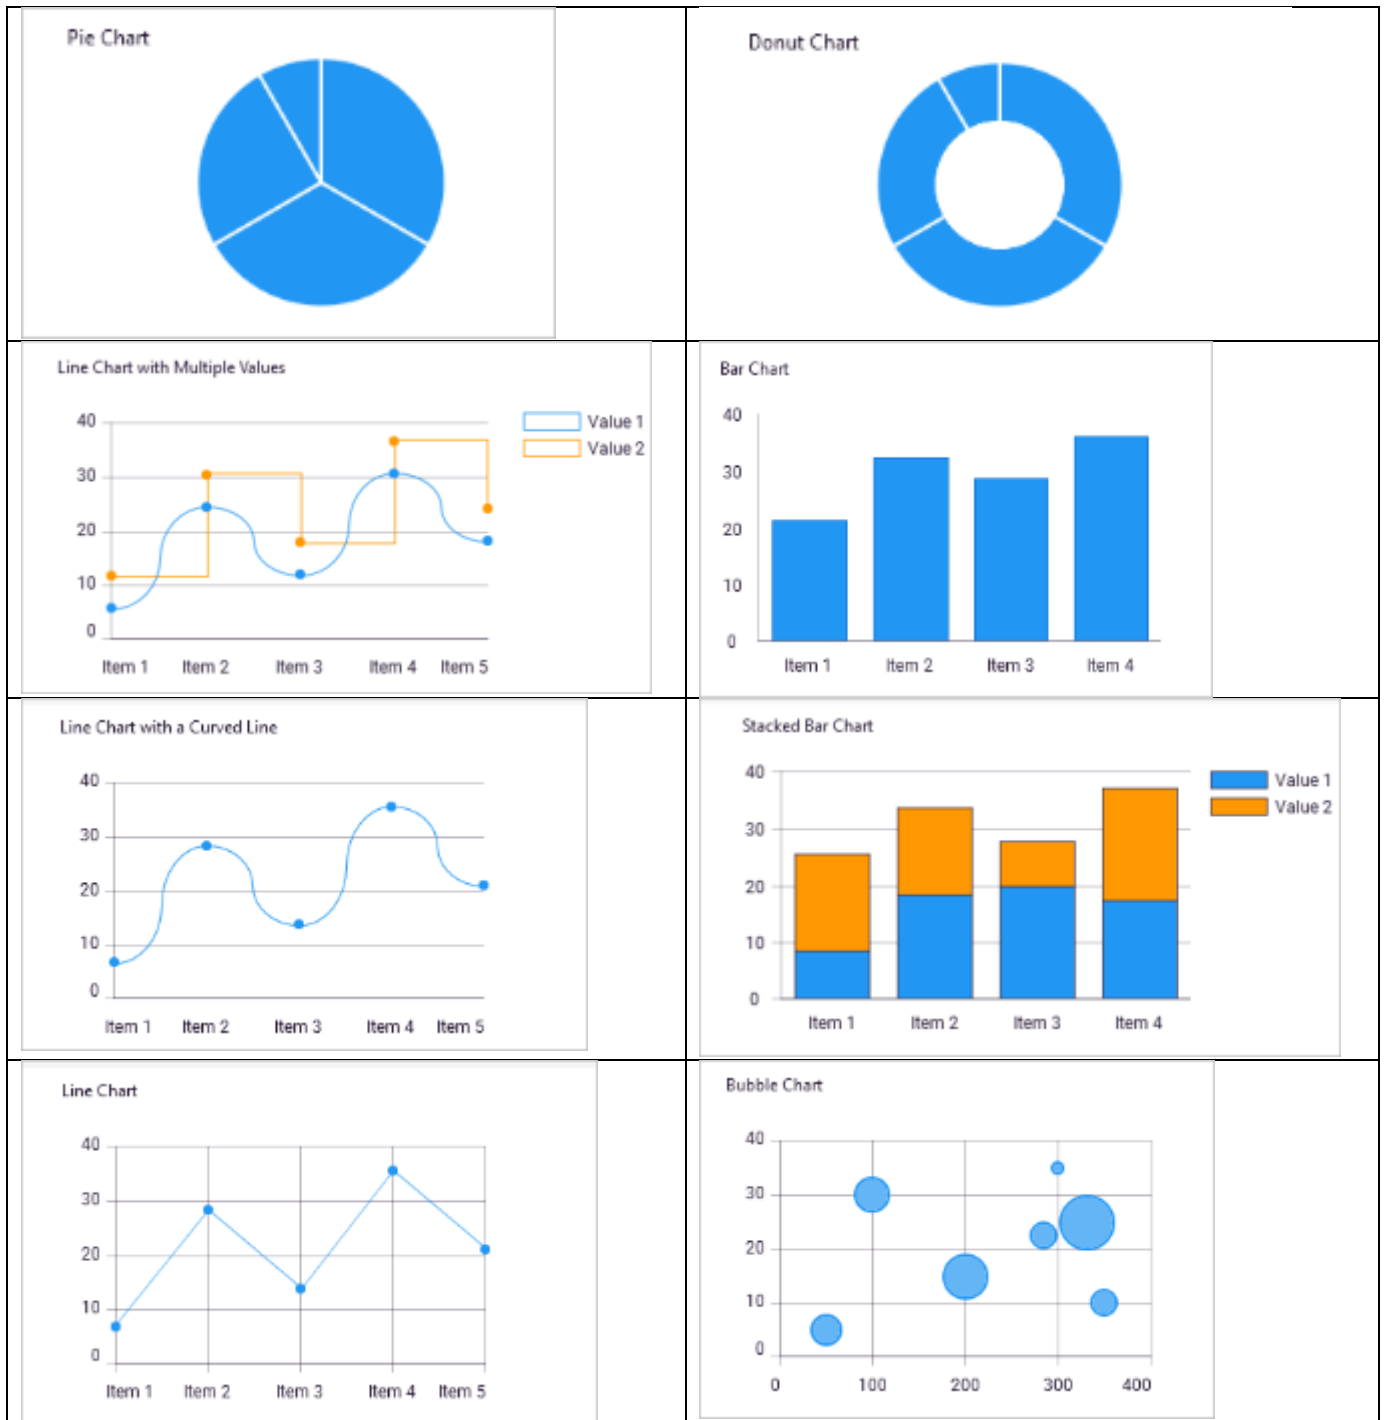 Pie Chart
Donut Chart
Line Chart with Multiple Values
40
30
20
10
0
Item 1 Item 2 Item 3 Item 4 Item 5
Value 1
Value 2
Bar Chart
40
30
20
10
0
Item 1 Item 2 Item 3 Item 4
Line Chart with a Curved Line
40
30
20
10
0
Item 1 Item 2 Item 3 Item 4 Item 5
Stacked Bar Chart
40
30
20
10
0
Item 1 Item 2 Item 3 Item 4
Value 1
Value 2
Line Chart
40
30
20
10
0
Item 1 Item 2 Item 3 Item 4 Item 5
Bubble Chart
40
30
20
10
0
0 100 200 300 400